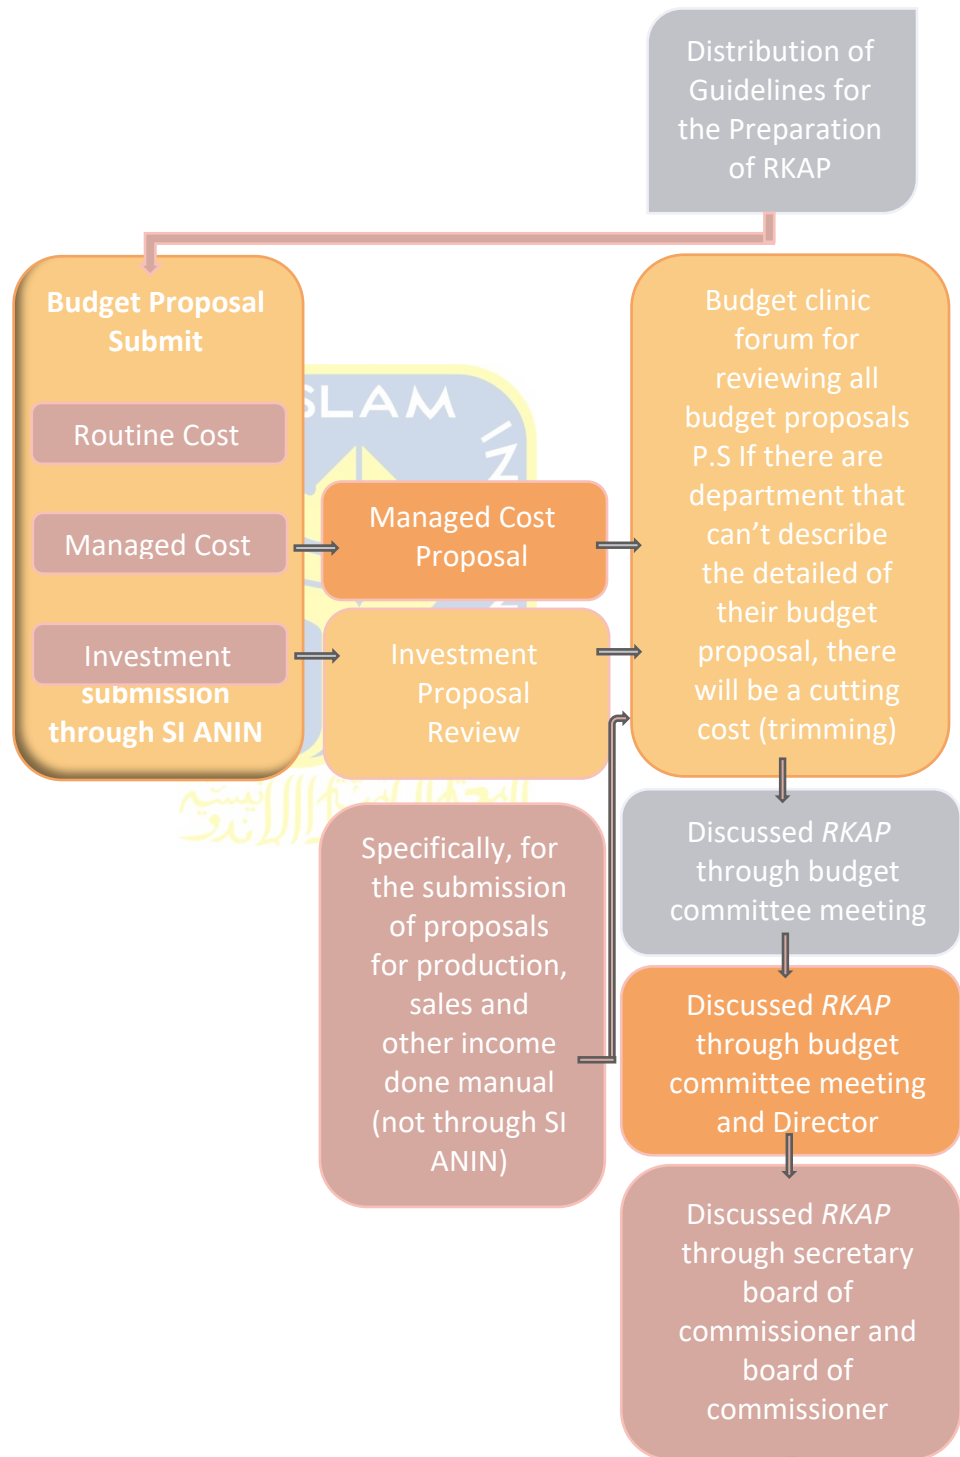 Distribution of
Guidelines for
the Preparation
of RKAP
Budget Proposal
Submit
Routine Cost
Managed Cost
Investment
submission
through SI ANIN
Managed Cost
Proposal
Investment
Proposal
Review
Specifically, for
the submission
of proposals
for production,
sales and
other income
done manual
(not through SI
ANIN)
Budget clinic
forum for
reviewing all
budget proposals
P.S If there are
department that
can’t describe
the detailed of
their budget
proposal, there
will be a cutting
cost (trimming)
Discussed RKAP
through budget
committee meeting
Discussed RKAP
through budget
committee meeting
and Director
Discussed RKAP
through secretary
board of
commissioner and
board of
commissioner
SLAM